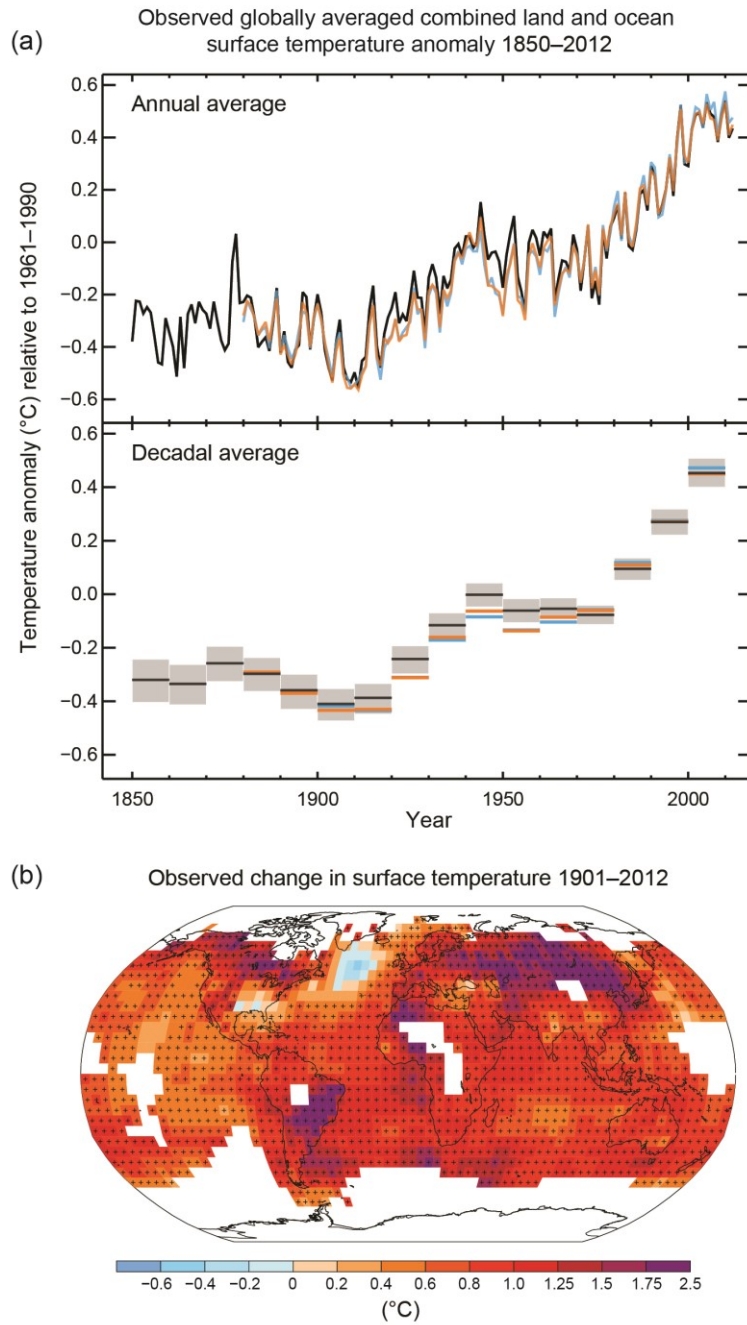 Observed globally averaged combined land and ocean
surface temperature anomaly 1850–2012
(a)
Annual average
0.6
0.4
0.2
0.0
−0.2
−0.4
−0.6
Temperature anomaly (°C) relative to 1961–1990
Decadal average
0.6
0.4
0.2
0.0
−0.2
−0.4
−0.6
1850 1900 1950 2000
Year
(b)
Observed change in surface temperature 1901–2012
−0.6 −0.4 −0.2 0 0.2 0.4 0.6 0.8 1.0 1.25 1.5 1.75 2.5
(°C)